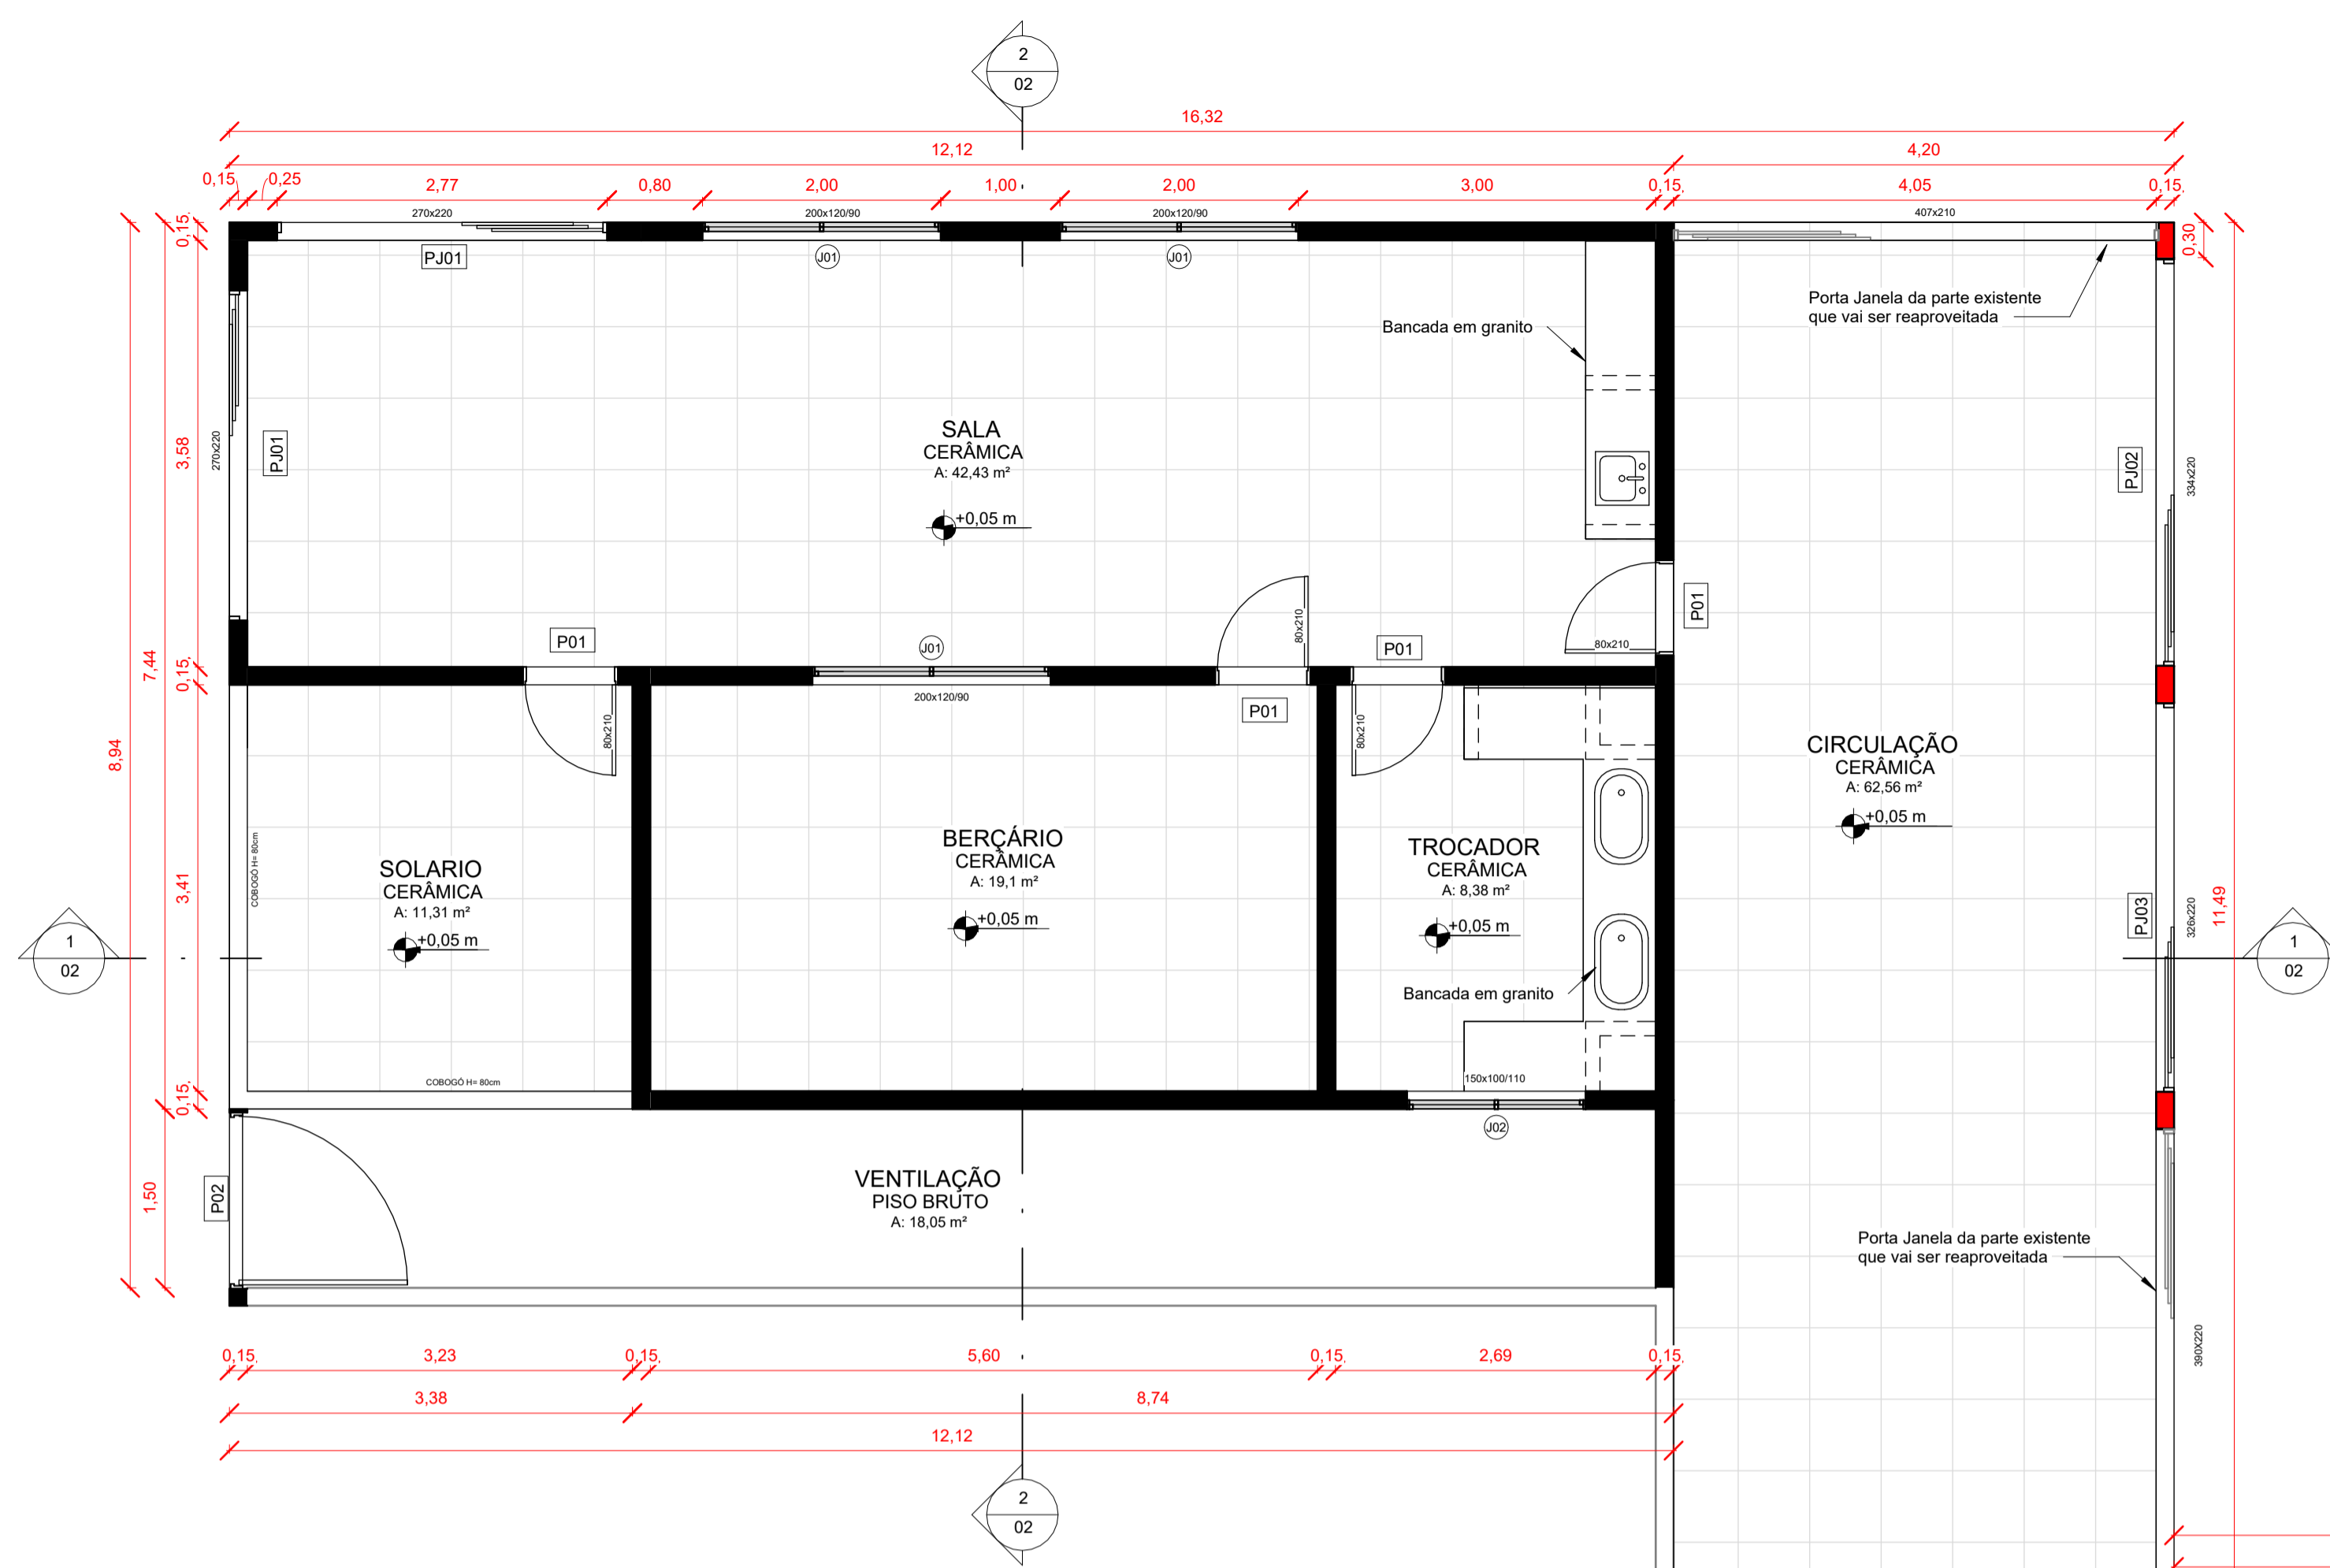 2
02
16,32
12,12
4,20
0,15
0,25
2,77
0,80
2,00
1,00
2,00
3,00
0,15
4,05
0,15
270x220
200x120/90
200x120/90
407x210
0,15
0,30
PJ01
J01
J01
Porta Janela da parte existente
que vai ser reaproveitada
Bancada em granito
SALA
CERÂMICA
A: 42,43 m²
+0,05 m
3,58
270x220
PJ01
PJ02
334x220
P01
80x210
P01
J01
80x210
P01
80x210
P01
7,44
0,15
200x120/90
P01
80x210
80x210
8,94
CIRCULAÇÃO
CERÂMICA
A: 62,56 m²
+0,05 m
BERÇÁRIO
CERÂMICA
A: 19,1 m²
+0,05 m
TROCADOR
CERÂMICA
A: 8,38 m²
+0,05 m
SOLARIO
CERÂMICA
A: 11,31 m²
+0,05 m
COBOGÓ H= 80cm
3,41
PJ03
326x220
11,49
1
02
1
02
Bancada em granito
COBOGÓ H= 80cm
150x100/110
0,15
J02
VENTILAÇÃO
PISO BRUTO
A: 18,05 m²
P02
1,50
Porta Janela da parte existente
que vai ser reaproveitada
390x220
0,15
3,23
0,15
5,60
0,15
2,69
0,15
3,38
8,74
12,12
2
02